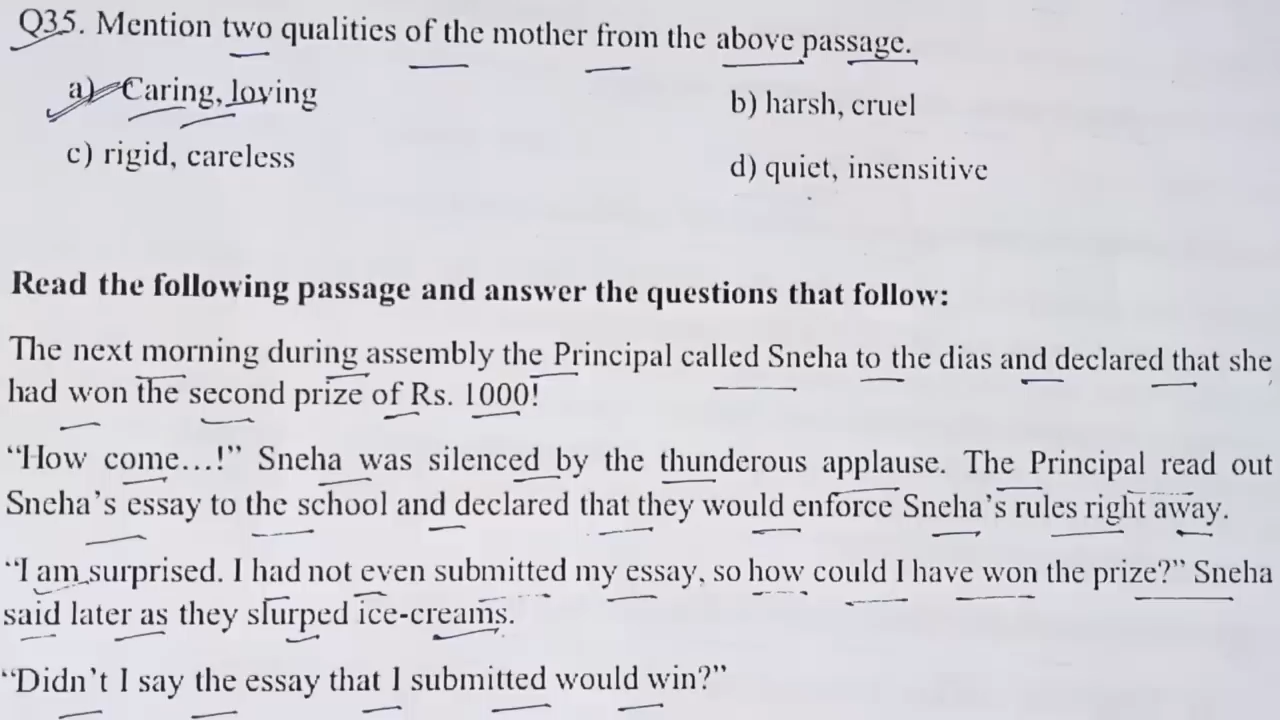 Q35. Mention two qualities of the mother from the above passage.
a) Caring, loving
b) harsh, cruel
c) rigid, careless
d) quiet, insensitive
Read the following passage and answer the questions that follow:
The next morning during assembly the Principal called Sneha to the dias and declared that she
had won the second prize of Rs. 1000!
“How come...!” Sneha was silenced by the thunderous applause. The Principal read out
Sneha’s essay to the school and declared that they would enforce Sneha’s rules right away.
“I am surprised. I had not even submitted my essay, so how could I have won the prize?” Sneha
said later as they slurped ice-creams.
“Didn’t I say the essay that I submitted would win?”